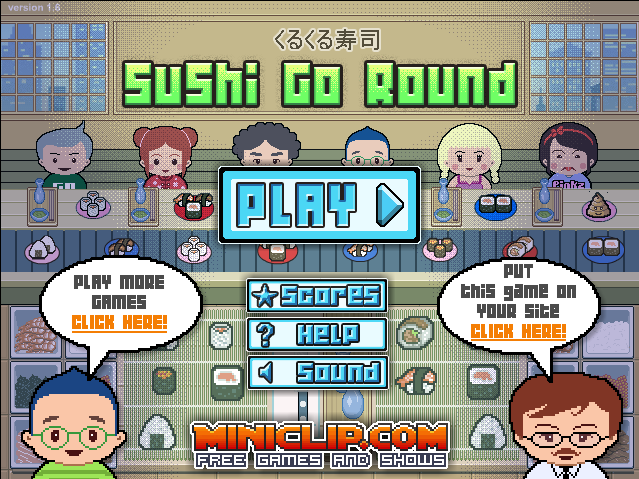 version 1.8
くるくる寿司
SuShi Go Round
PLAY
Scores
Help
Sound
PLAY MORE
GAMES
CLICK HERE!
PUT
this game on
YOUR SITE
CLICK HERE!
MINICLIP.COM
FREE GAMES AND SHOWS